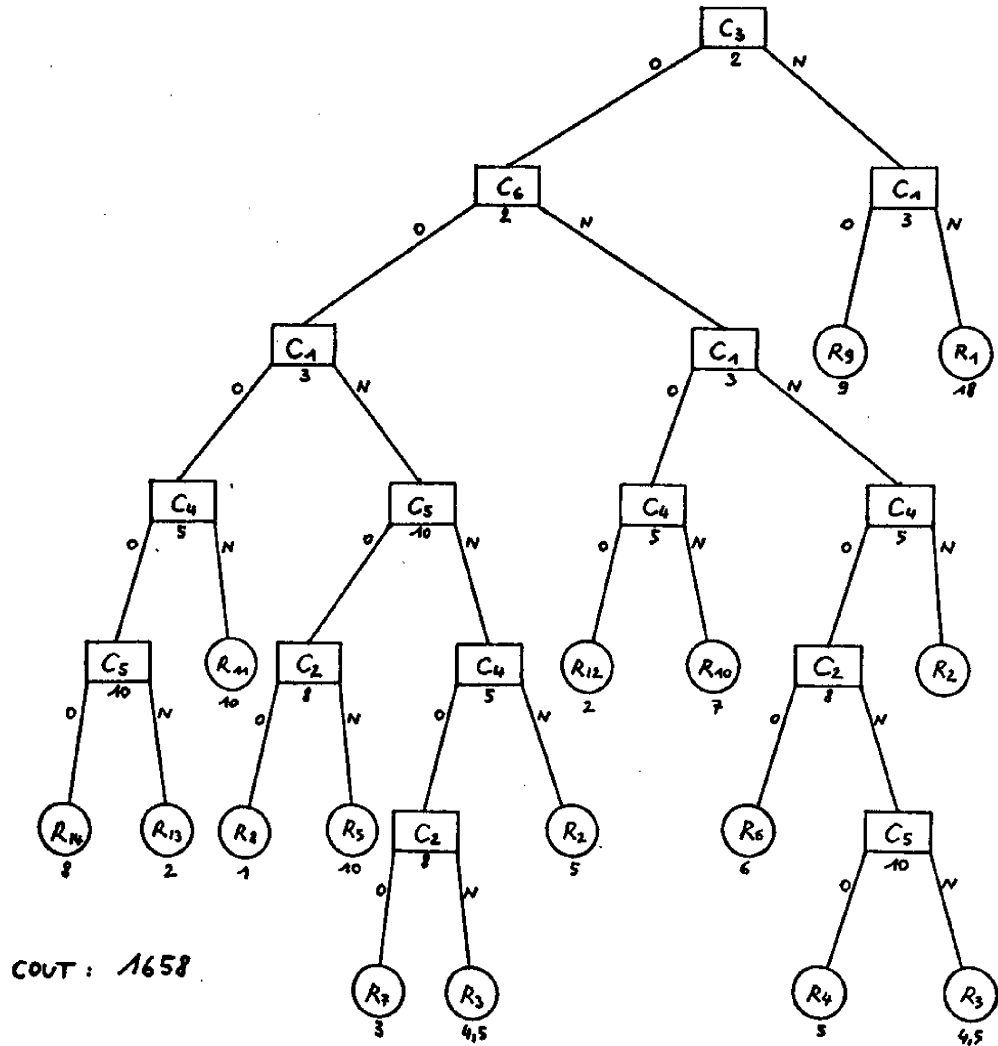 C3
2
O N
C6 C1
2 3
O N O N
C1 C1 R9 R1
3 3 9 18
O N O N
C4 C5 C4 C4
5 10 5 5
O N O N O N O N
C5 R11 C2 C4 R12 R10 C2 R2
10 10 8 5 2 7 8
O N O N O N O N
R14 R13 R8 R5 C2 R2 R6 C5
8 2 1 10 8 5 6 10
O N O N
COUT : 1658
R7 R3 R4 R3
3 4,5 5 4,5